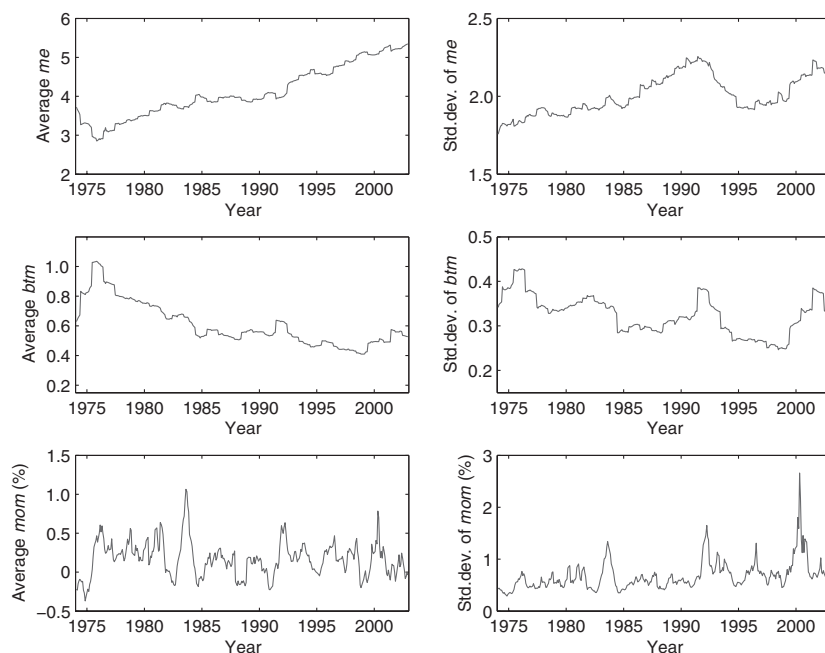 Average me
6
5
4
3
2
1975 1980 1985 1990 1995 2000
Year
Std.dev. of me
2.5
2.0
1.5
1975 1980 1985 1990 1995 2000
Year
Average btm
1.0
0.8
0.6
0.4
0.2
1975 1980 1985 1990 1995 2000
Year
Std.dev. of btm
0.5
0.4
0.3
0.2
1975 1980 1985 1990 1995 2000
Year
Average mom (%)
1.5
1.0
0.5
0
−0.5
1975 1980 1985 1990 1995 2000
Year
Std.dev. of mom (%)
3
2
1
0
1975 1980 1985 1990 1995 2000
Year